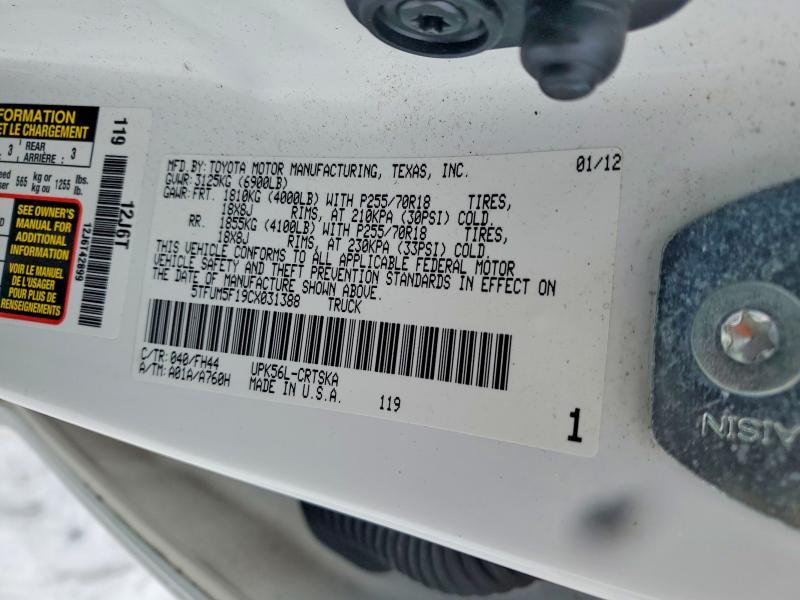 FORMATION
ET LE CHARGEMENT
3 REAR 3
ARRIÈRE :
565 kg or 1255 lbs.
kg ou lb.
SEE OWNER'S
MANUAL FOR
ADDITIONAL
INFORMATION
VOIR LE MANUEL
DE L'USAGER
POUR PLUS DE
RENSEIGNEMENTS
119
12J6T
MFD.BY: TOYOTA MOTOR MANUFACTURING, TEXAS, INC. 01/12
GVWR:3125KG (6900LB)
GAWR:FRT. 1810KG (4000LB) WITH P255/70R18 TIRES,
18X8J RIMS, AT 210KPA (30PSI) COLD.
RR. 1855KG (4100LB) WITH P255/70R18 TIRES,
18X8J RIMS, AT 230KPA (33PSI) COLD.
THIS VEHICLE CONFORMS TO ALL APPLICABLE FEDERAL MOTOR
VEHICLE SAFETY AND THEFT PREVENTION STANDARDS IN EFFECT ON
THE DATE OF MANUFACTURE SHOWN ABOVE.
5TFUM5F19CX031388 TRUCK
C/TR: 040/FH44 UPK56L-CRTSKA
A/TM: A01A/A760H MADE IN U.S.A. 119
1
AISIN